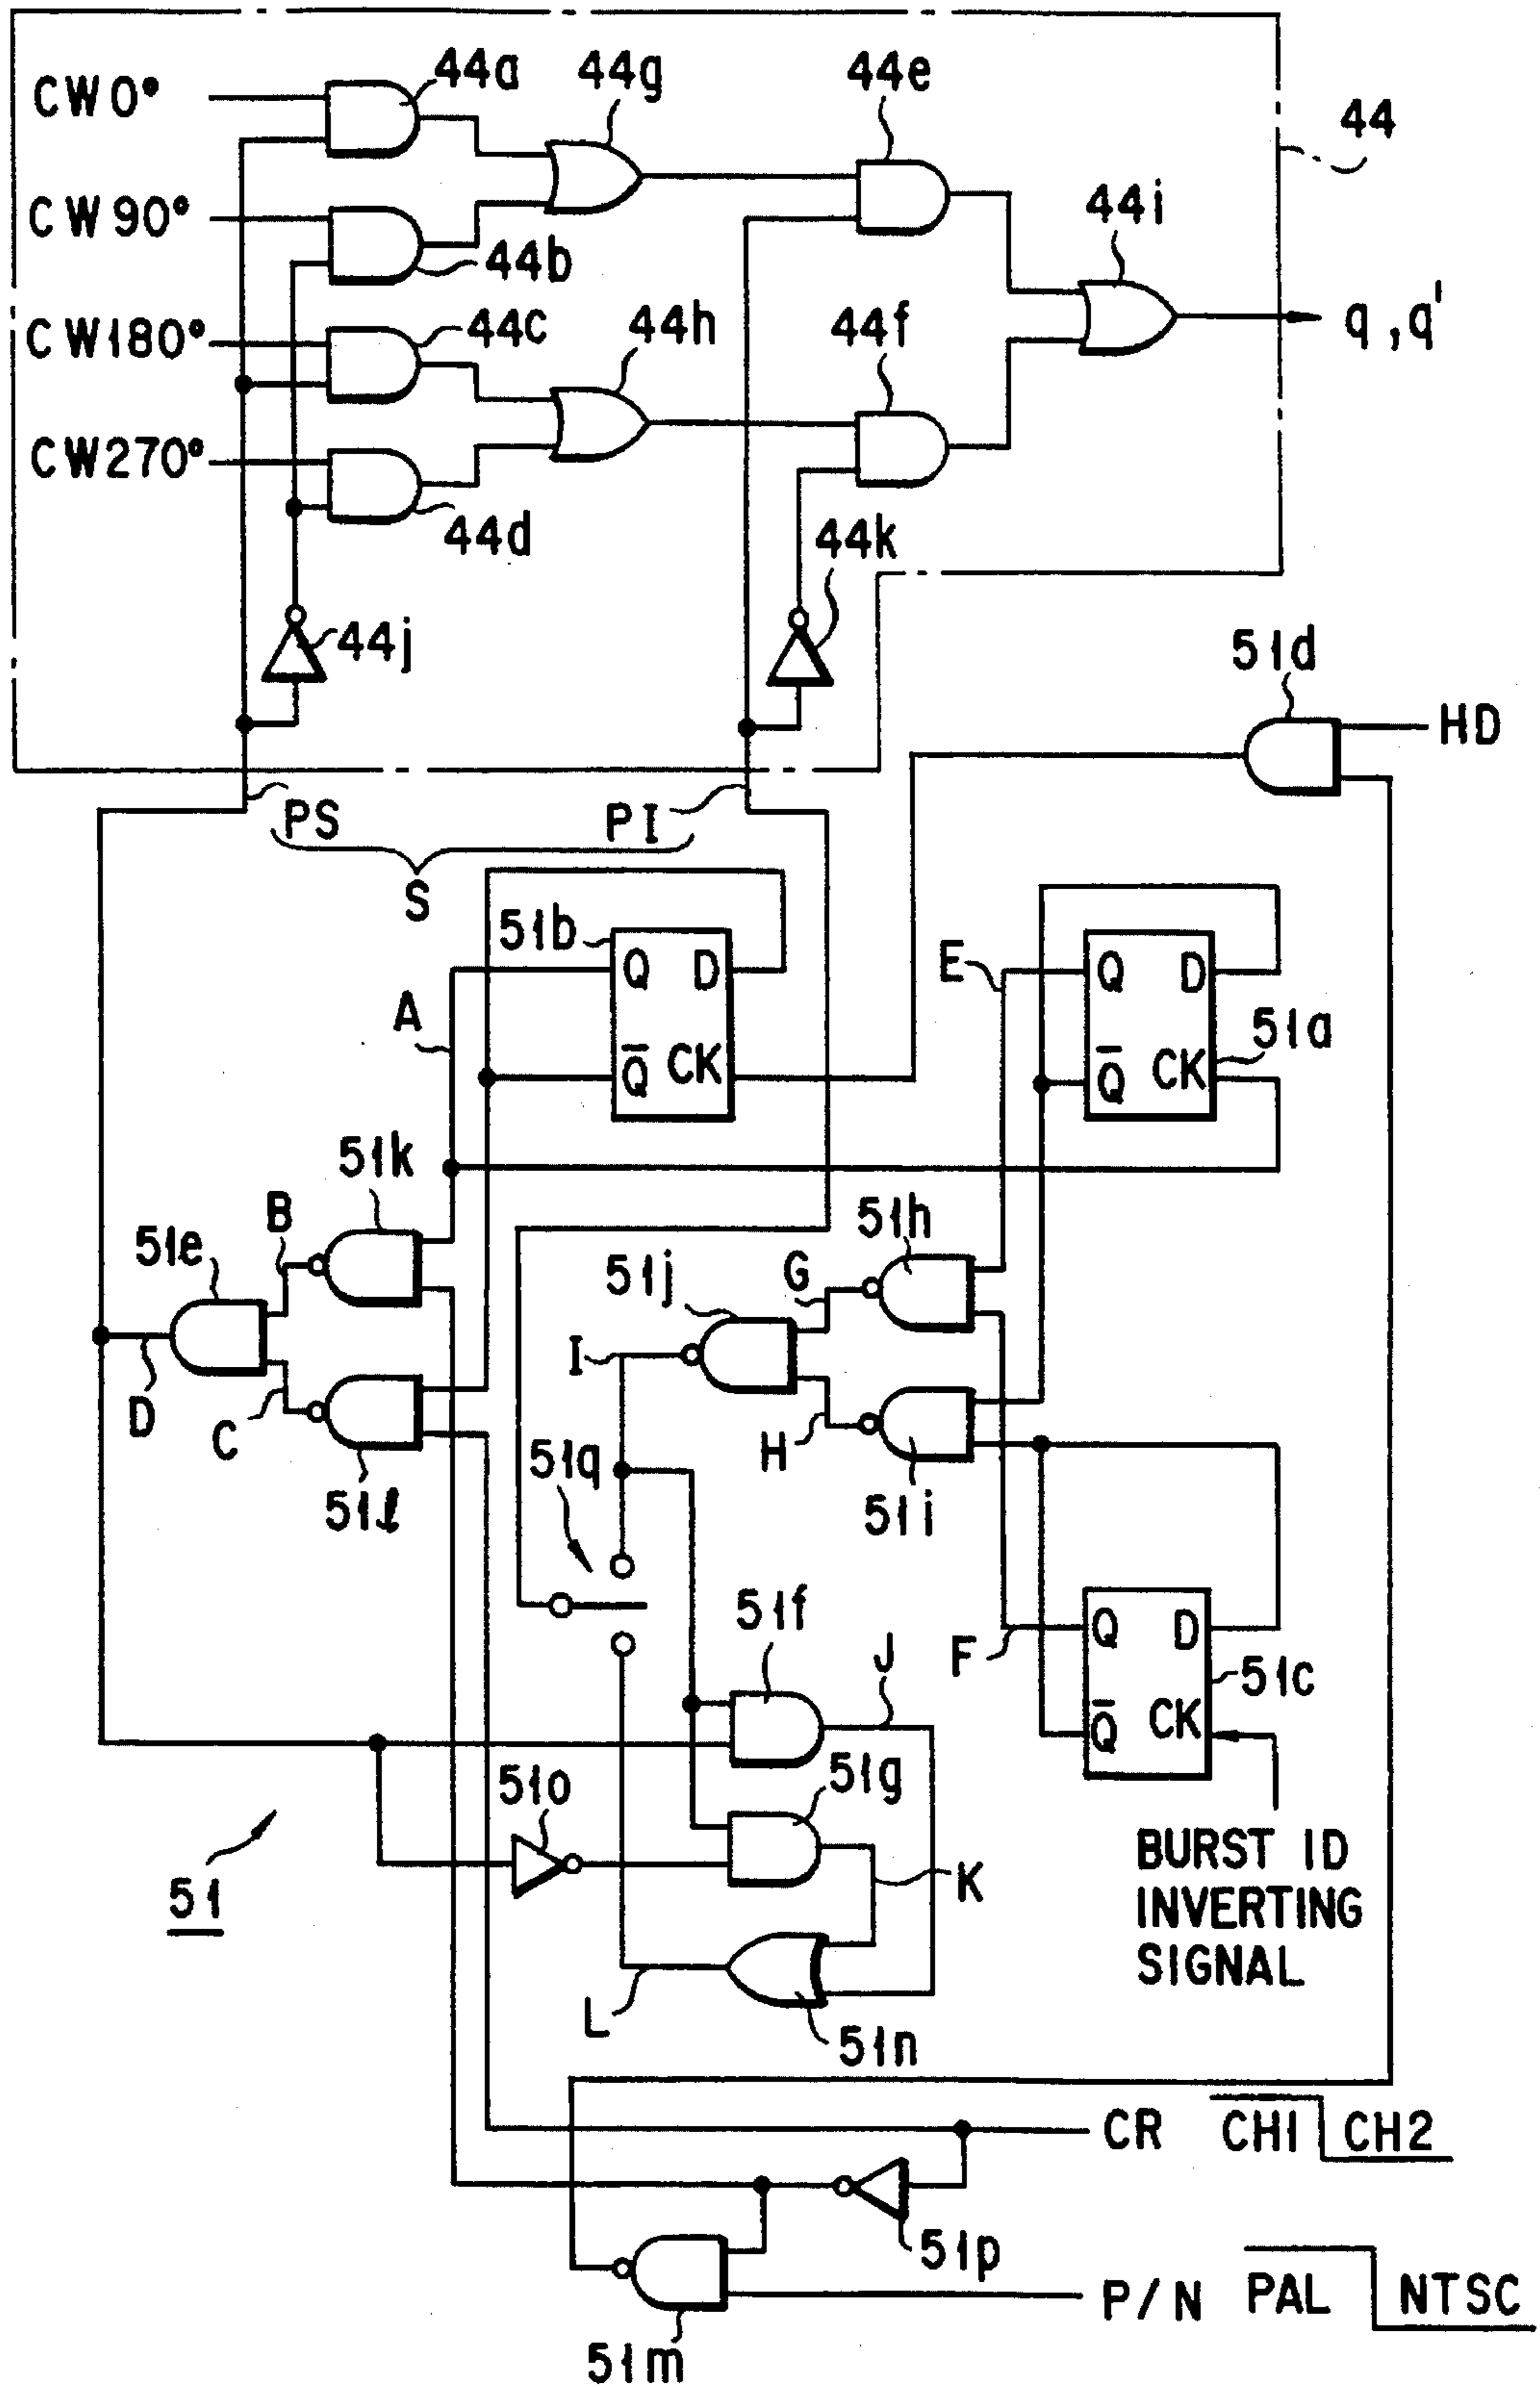 CW0°
44a
44g
44e
44
CW90°
44b
44i
CW180°
44c
44h
44f
q,q'
CW270°
44d
44k
44j
51d
HD
PS
PI
S
51b
Q
D
Q̅
CK
E
Q
D
Q̅
CK
51a
A
51k
B
51e
51h
51j
G
I
D
C
H
51l
51q
51i
51f
J
F
Q
D
Q̅
CK
51c
51o
51g
K
51
BURST ID
INVERTING
SIGNAL
L
51n
CR
CH1
CH2
51p
P/N
PAL
NTSC
51m